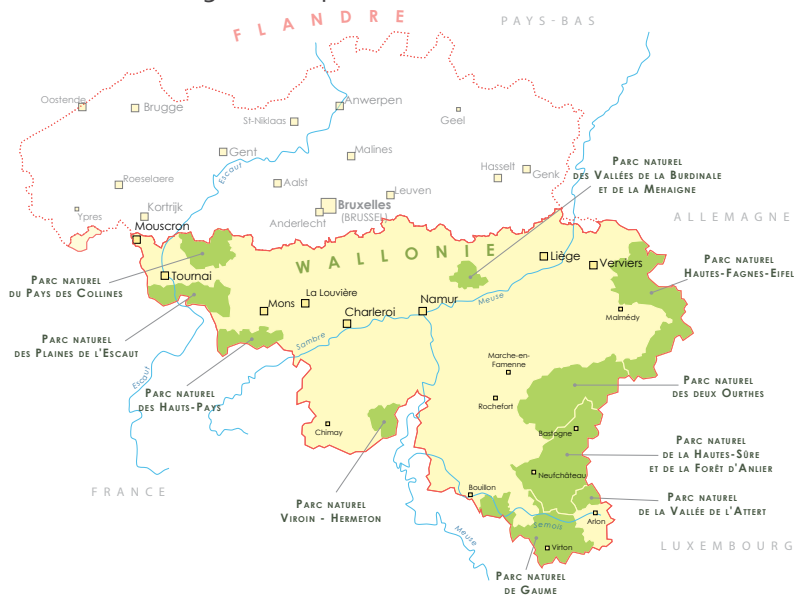 FLANDRE
PAYS-BAS
Oostende
Brugge
Anwerpen
St-Niklaas
Geel
Gent
Malines
Escaut
Hasselt
Genk
Parc naturel
des Vallées de la Burdinale
et de la Mehaigne
Roeselaere
Aalst
Leuven
Ypres
Kortrijk
Bruxelles
(BRUSSEL)
Anderlecht
ALLEMAGNE
Mouscron
WALLONIE
Liège
Verviers
Parc naturel
Hautes-Fagnes-Eifel
Tournai
Parc naturel
du Pays des Collines
Mons
La Louvière
Charleroi
Namur
Meuse
Malmédy
Sambre
Parc naturel
des Plaines de l'Escaut
Escaut
Marche-en-
Famenne
Parc naturel
des Hauts-Pays
Rochefort
Parc naturel
des deux Ourthes
Chimay
Bastogne
Parc naturel
de la Hautes-Sûre
et de la Forêt d'Anlier
Neufchâteau
FRANCE
Bouillon
Parc naturel
Viroin - Hermeton
Parc naturel
de la Vallée de l'Attert
Semois
Arlon
Meuse
Virton
LUXEMBOURG
Parc naturel
de Gaume